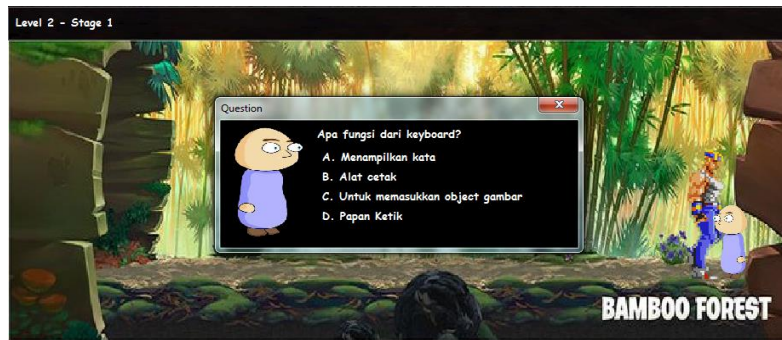 Level 2 - Stage 1
Question
Apa fungsi dari keyboard?
A. Menampilkan kata
B. Alat cetak
C. Untuk memasukkan object gambar
D. Papan Ketik
BAMBOO FOREST